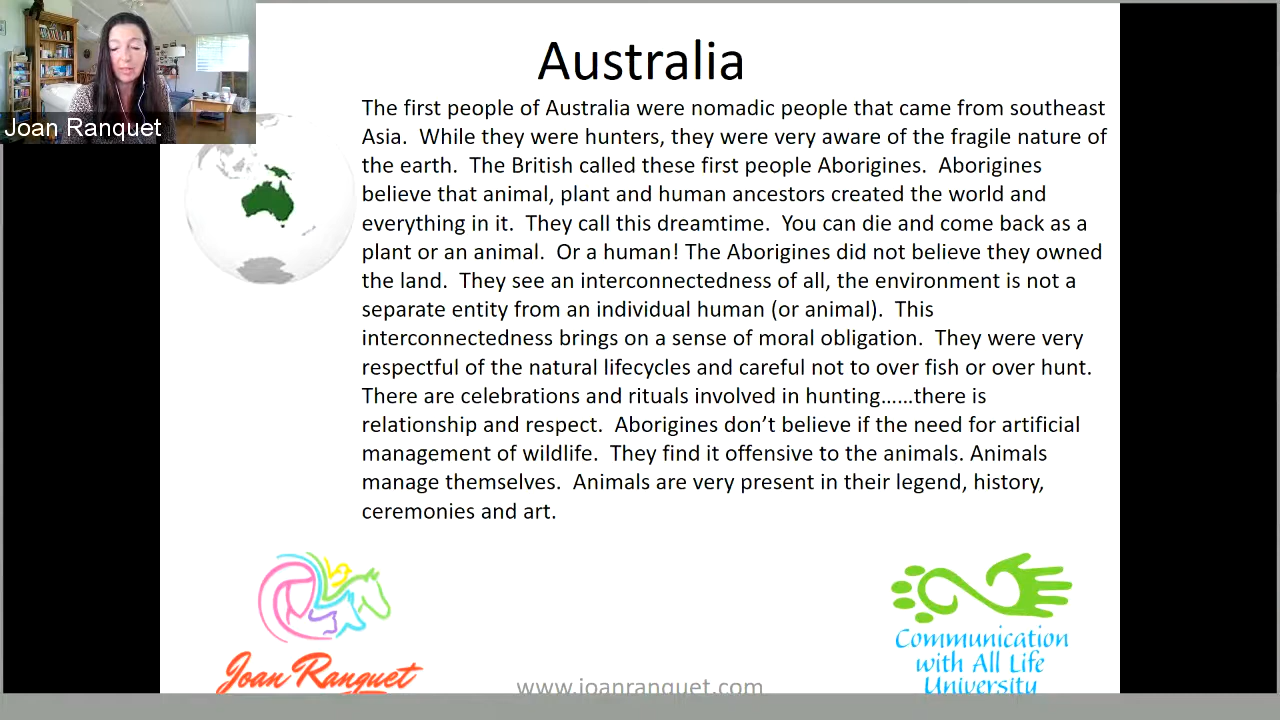 Joan Ranquet
Australia
The first people of Australia were nomadic people that came from southeast
Asia.  While they were hunters, they were very aware of the fragile nature of
the earth.  The British called these first people Aborigines.  Aborigines
believe that animal, plant and human ancestors created the world and
everything in it.  They call this dreamtime.  You can die and come back as a
plant or an animal.  Or a human! The Aborigines did not believe they owned
the land.  They see an interconnectedness of all, the environment is not a
separate entity from an individual human (or animal).  This
interconnectedness brings on a sense of moral obligation.  They were very
respectful of the natural lifecycles and careful not to over fish or over hunt.
There are celebrations and rituals involved in hunting……there is
relationship and respect.  Aborigines don’t believe if the need for artificial
management of wildlife.  They find it offensive to the animals. Animals
manage themselves.  Animals are very present in their legend, history,
ceremonies and art.
Joan Ranquet
www.joanranquet.com
Communication
with All Life
University